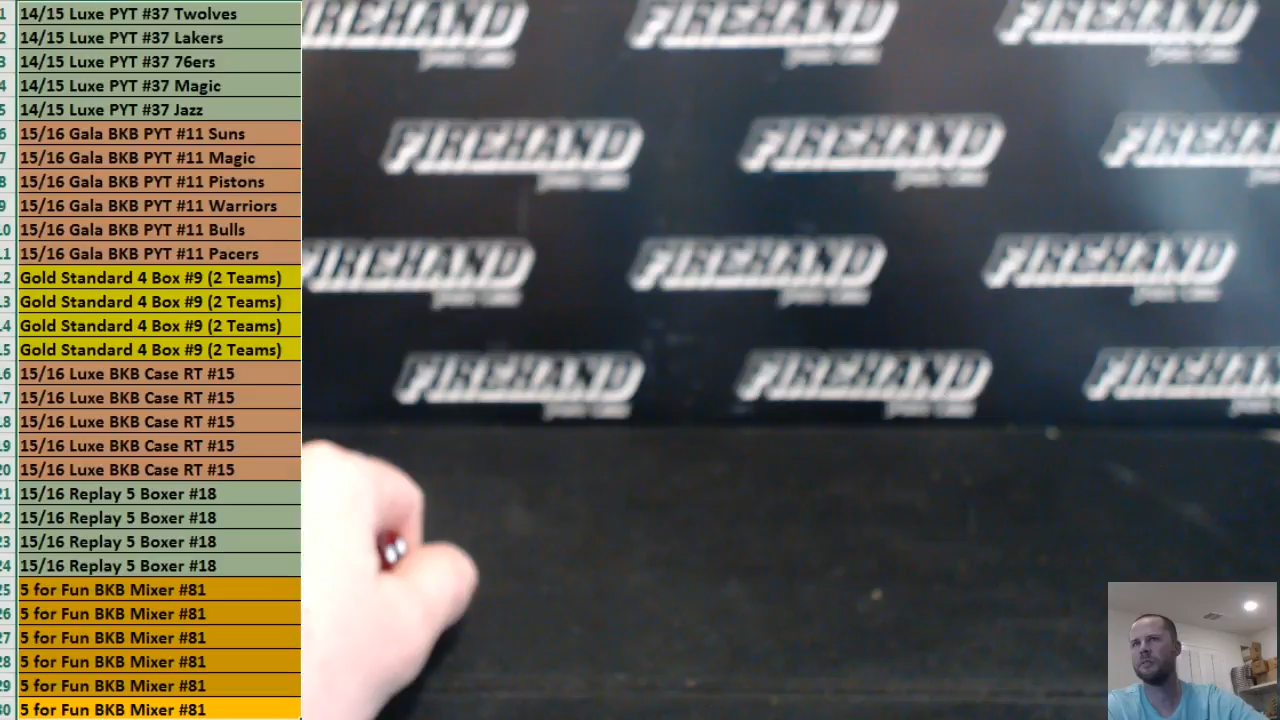 1 14/15 Luxe PYT #37 Twolves
2 14/15 Luxe PYT #37 Lakers
3 14/15 Luxe PYT #37 76ers
4 14/15 Luxe PYT #37 Magic
5 14/15 Luxe PYT #37 Jazz
6 15/16 Gala BKB PYT #11 Suns
7 15/16 Gala BKB PYT #11 Magic
8 15/16 Gala BKB PYT #11 Pistons
9 15/16 Gala BKB PYT #11 Warriors
10 15/16 Gala BKB PYT #11 Bulls
11 15/16 Gala BKB PYT #11 Pacers
12 Gold Standard 4 Box #9 (2 Teams)
13 Gold Standard 4 Box #9 (2 Teams)
14 Gold Standard 4 Box #9 (2 Teams)
15 Gold Standard 4 Box #9 (2 Teams)
16 15/16 Luxe BKB Case RT #15
17 15/16 Luxe BKB Case RT #15
18 15/16 Luxe BKB Case RT #15
19 15/16 Luxe BKB Case RT #15
20 15/16 Luxe BKB Case RT #15
21 15/16 Replay 5 Boxer #18
22 15/16 Replay 5 Boxer #18
23 15/16 Replay 5 Boxer #18
24 15/16 Replay 5 Boxer #18
25 5 for Fun BKB Mixer #81
26 5 for Fun BKB Mixer #81
27 5 for Fun BKB Mixer #81
28 5 for Fun BKB Mixer #81
29 5 for Fun BKB Mixer #81
30 5 for Fun BKB Mixer #81
FIREHAND FIREHAND FIREHAND
FIREHAND FIREHAND FIREHAND
FIREHAND FIREHAND FIREHAND
FIREHAND FIREHAND FIREHAND